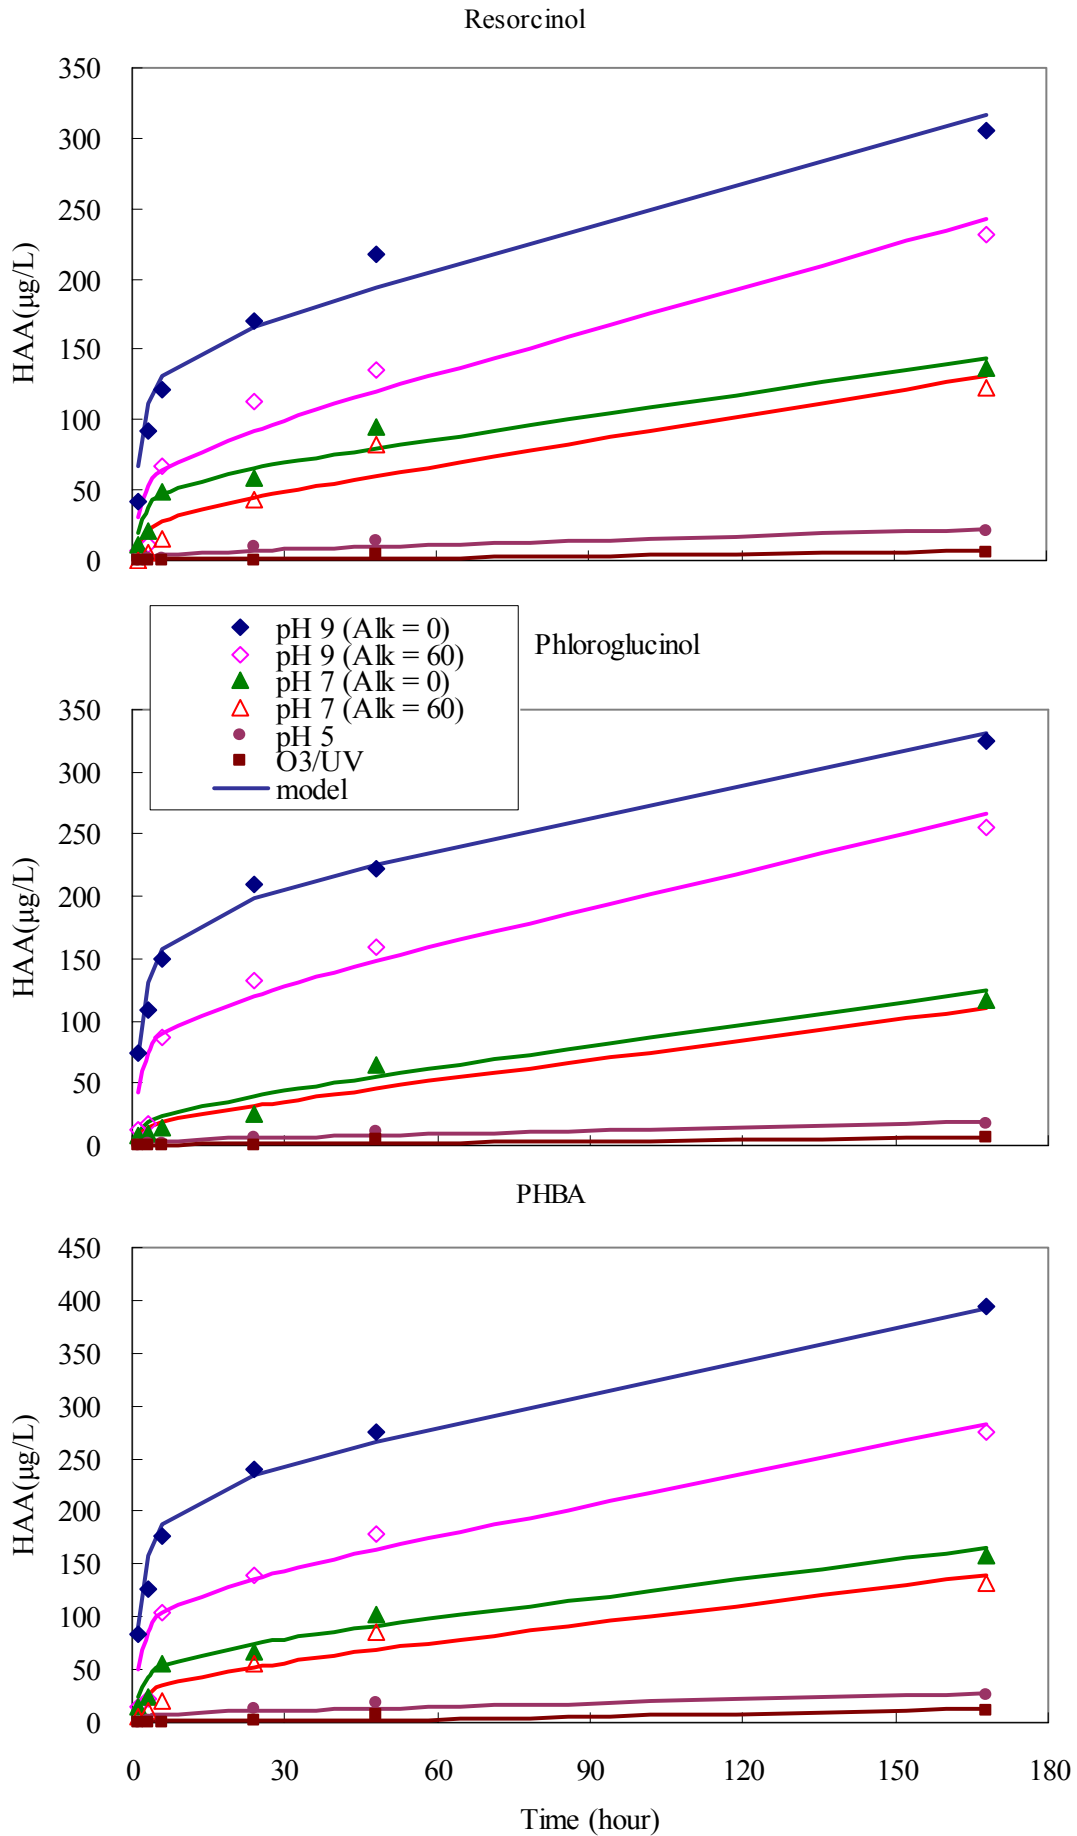 Resorcinol
350
300
250
200
150
100
50
0
HAA(µg/L)
pH 9 (Alk = 0)
pH 9 (Alk = 60)
pH 7 (Alk = 0)
pH 7 (Alk = 60)
pH 5
O3/UV
model
Phloroglucinol
350
300
250
200
150
100
50
0
HAA(µg/L)
PHBA
450
400
350
300
250
200
150
100
50
0
HAA(µg/L)
0 30 60 90 120 150 180
Time (hour)